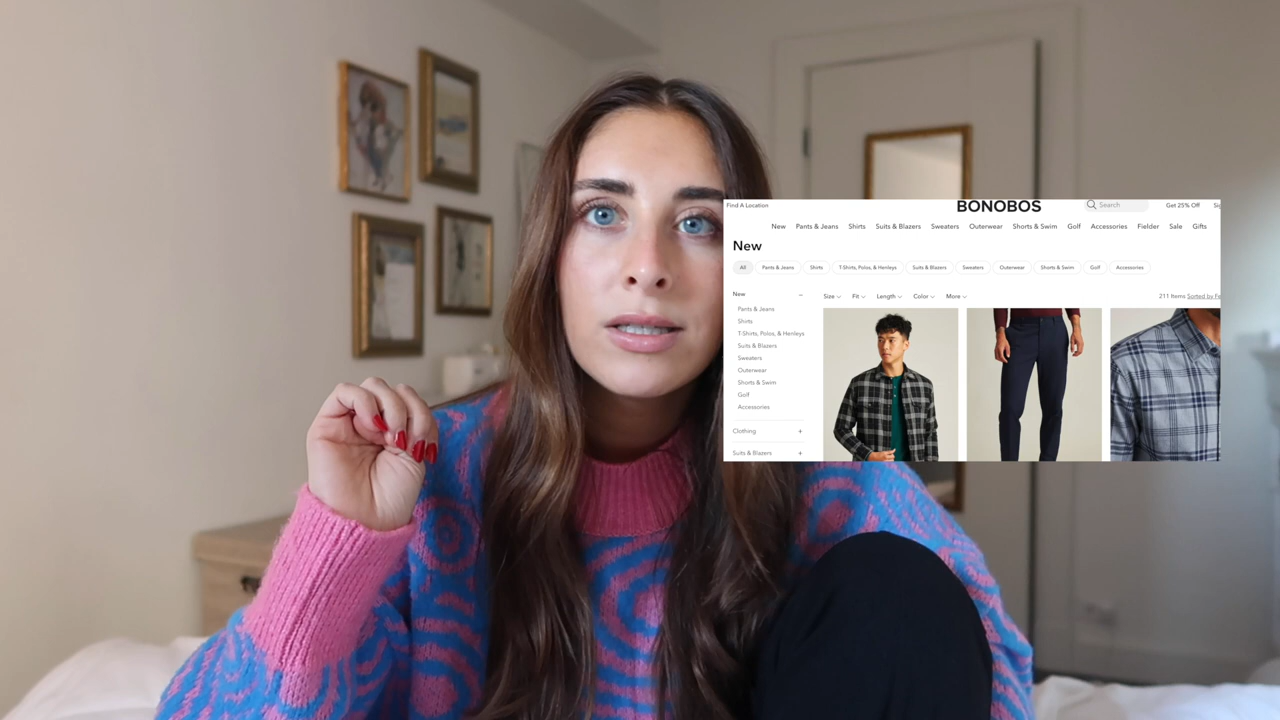 Find A Location
BONOBOS
Search
Get 25% Off
New
Pants & Jeans
Shirts
Suits & Blazers
Sweaters
Outerwear
Shorts & Swim
Golf
Accessories
Fielder
Sale
Gifts
New
All
Pants & Jeans
Shirts
T-Shirts, Polos, & Henleys
Suits & Blazers
Sweaters
Outerwear
Shorts & Swim
Golf
Accessories
New
Size
Fit
Length
Color
More
211 Items Sorted by
Pants & Jeans
Shirts
T-Shirts, Polos, & Henleys
Suits & Blazers
Sweaters
Outerwear
Shorts & Swim
Golf
Accessories
Clothing +
Suits & Blazers +